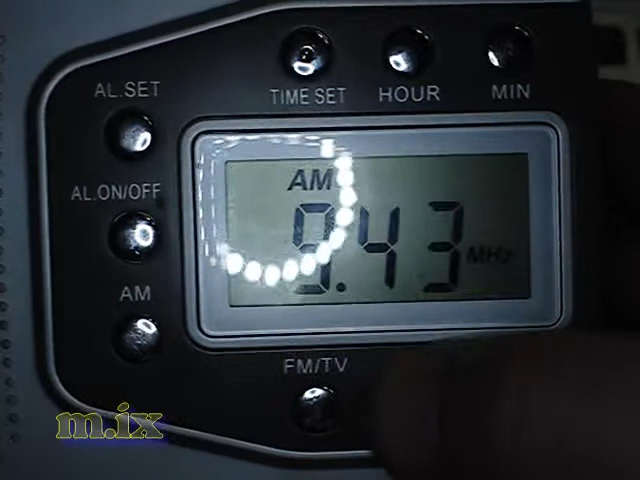 AL.SET
TIME SET
HOUR
MIN
AL.ON/OFF
AM
9.43
MHz
AM
FM/TV
m.ix